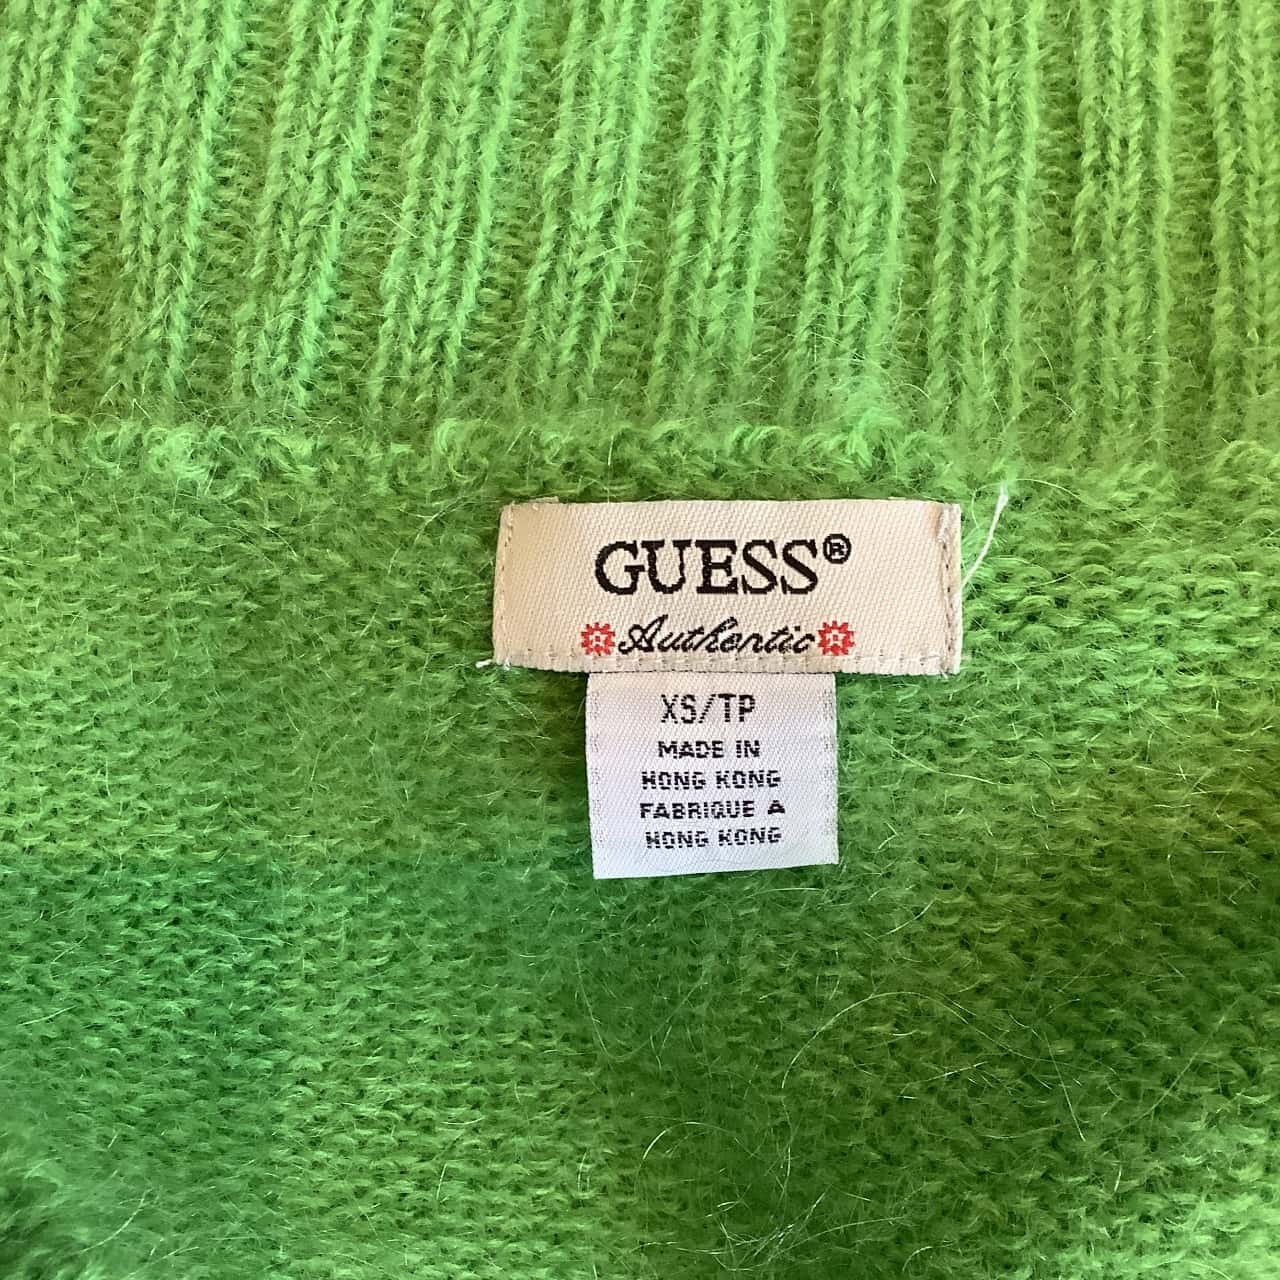 GUESS®
Authentic
XS/TP
MADE IN
HONG KONG
FABRIQUE A
HONG KONG